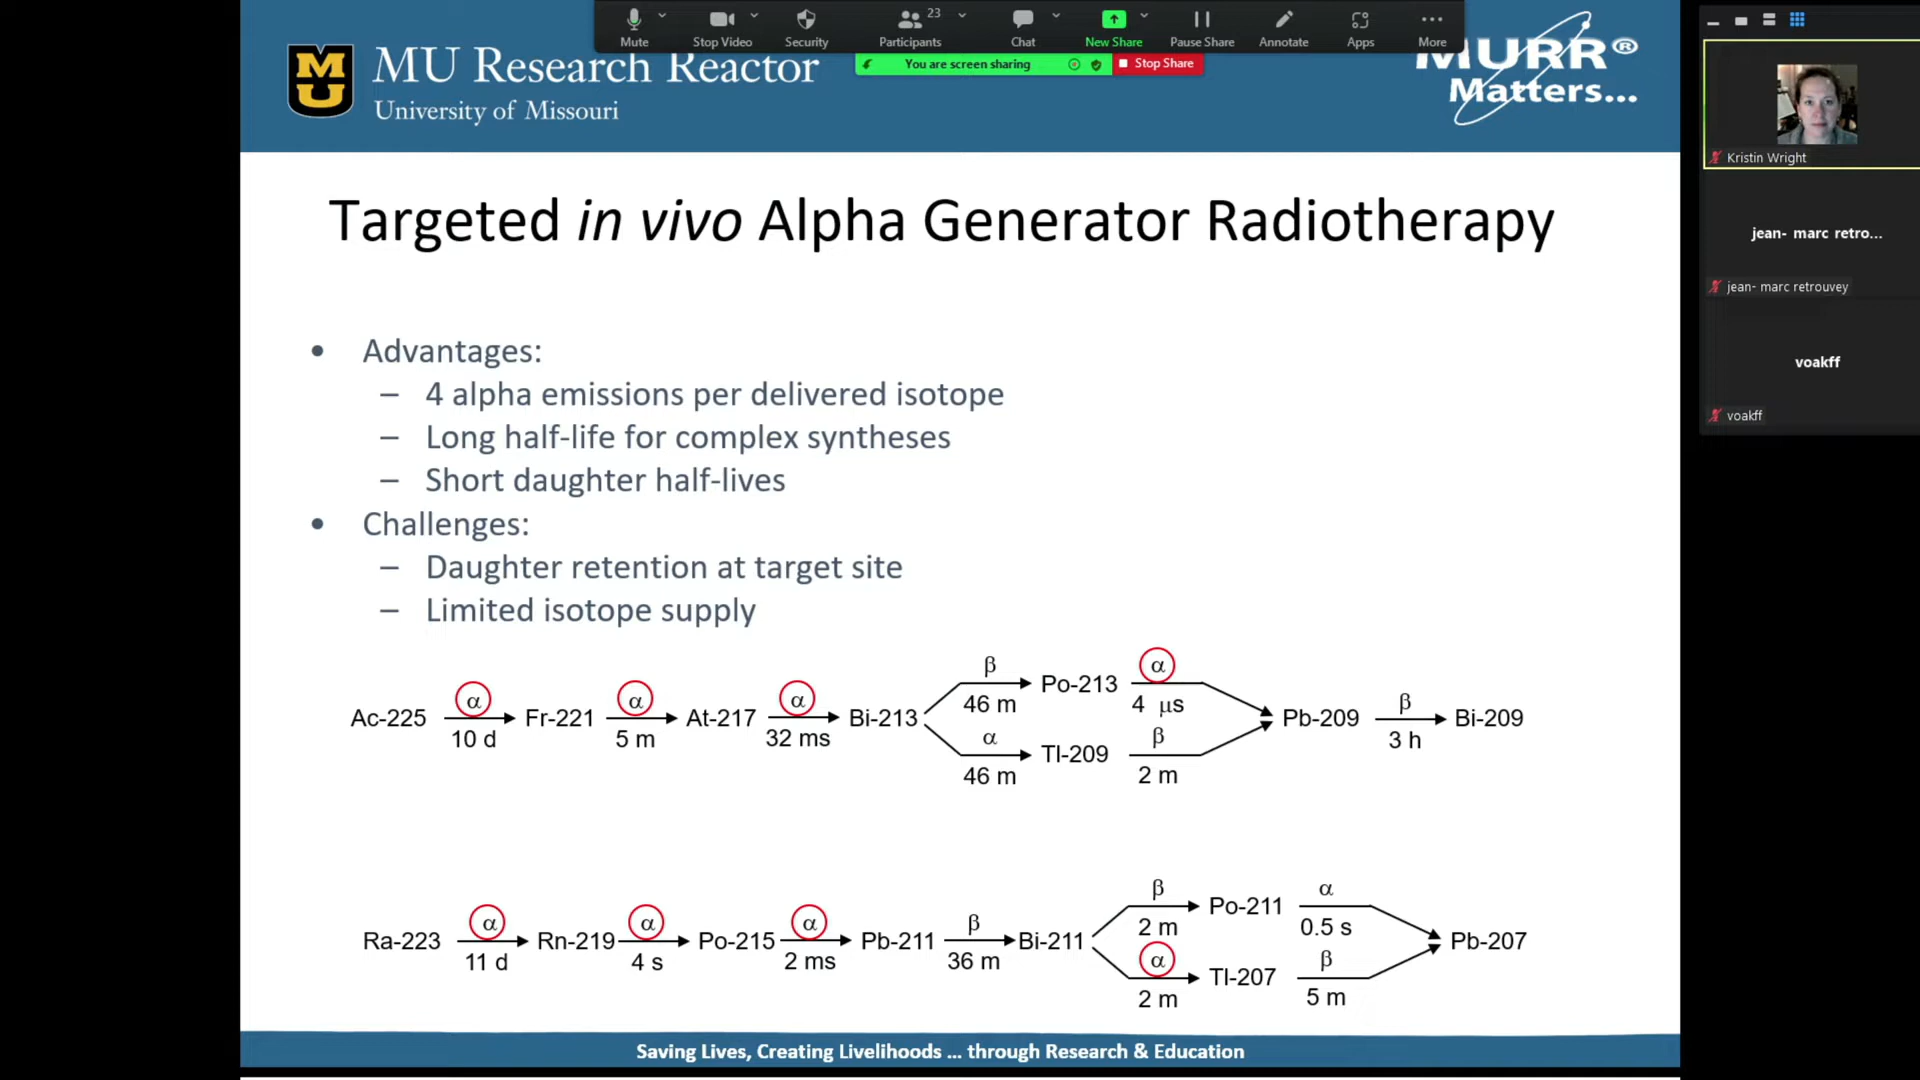 Mute
Stop Video
Security
Participants
23
Chat
New Share
Pause Share
Annotate
Apps
More
You are screen sharing
Stop Share
MU
MU Research Reactor
University of Missouri
MURR®
Matters...
Targeted in vivo Alpha Generator Radiotherapy
• Advantages:
– 4 alpha emissions per delivered isotope
– Long half-life for complex syntheses
– Short daughter half-lives
• Challenges:
– Daughter retention at target site
– Limited isotope supply
β α
46 m Po-213 4 μs
α α α β
Ac-225 Fr-221 At-217 Bi-213 Pb-209 Bi-209
10 d 5 m 32 ms 3 h
α β
46 m Tl-209 2 m
β α
2 m Po-211 0.5 s
α α α β
Ra-223 Rn-219 Po-215 Pb-211 Bi-211 Pb-207
11 d 4 s 2 ms 36 m
α β
2 m Tl-207 5 m
Saving Lives, Creating Livelihoods ... through Research & Education
Kristin Wright
jean- marc retro...
jean- marc retrouvey
voakff
voakff